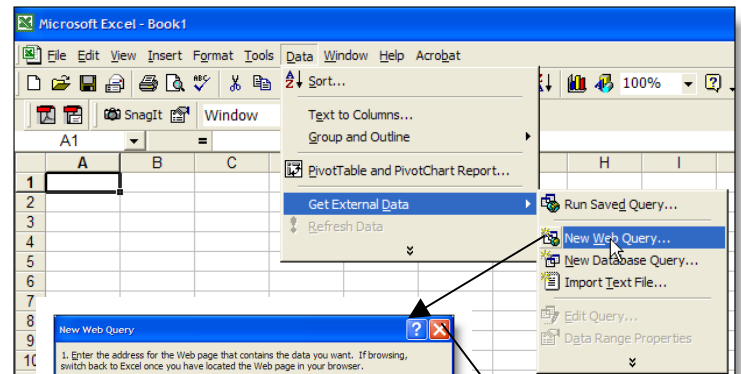 Microsoft Excel - Book1
File Edit View Insert Format Tools Data Window Help Acrobat
ABC A Z Sort... 100% ?
SnagIt Window Text to Columns...
Group and Outline
A1 =
A B C PivotTable and PivotChart Report... H I
1
2 Get External Data Run Saved Query...
3 Refresh Data
4 New Web Query...
5 New Database Query...
6 Import Text File...
7
8 New Web Query ? X Edit Query...
9 Data Range Properties
10 1. Enter the address for the Web page that contains the data you want. If browsing,
switch back to Excel once you have located the Web page in your browser.